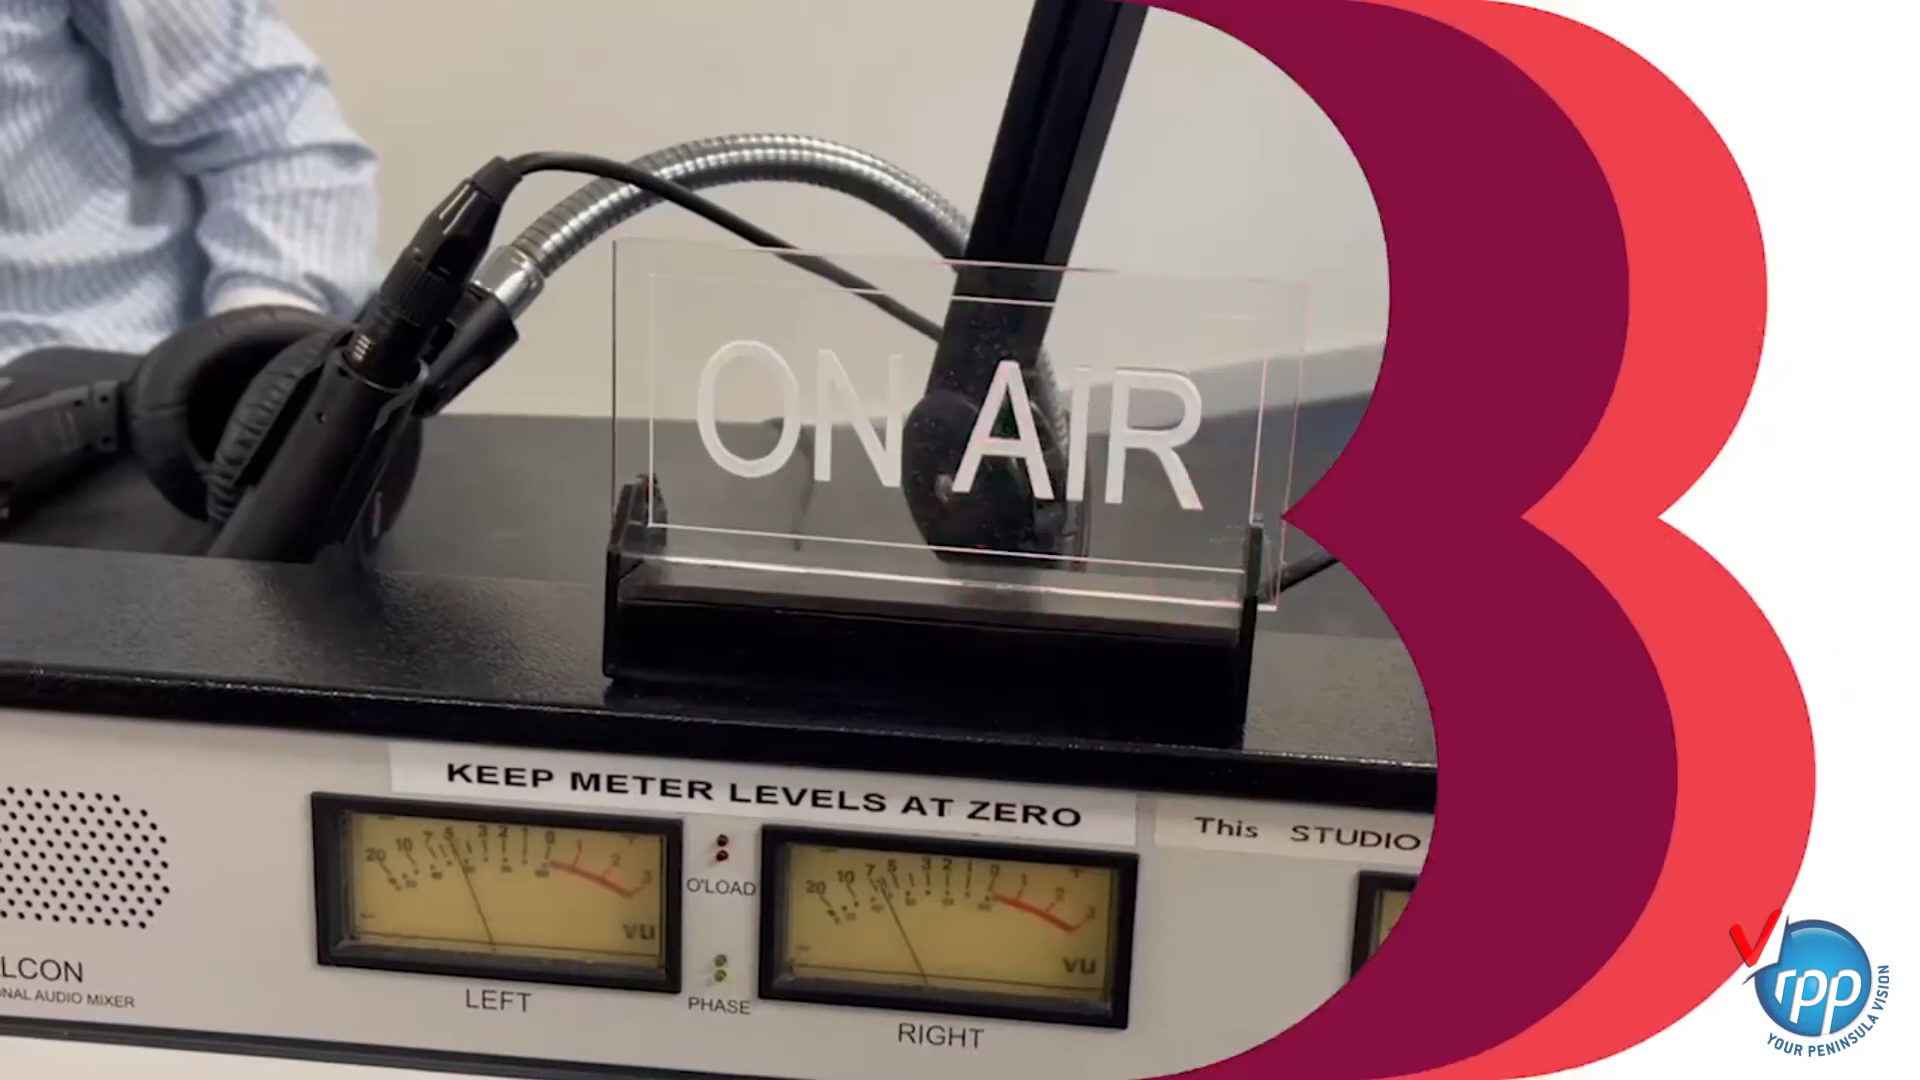 ON AIR
KEEP METER LEVELS AT ZERO
This STUDIO
20 10 7 5 3 2 1 0 1 2 3
VU
O'LOAD
20 10 7 5 3 2 1 0 1 2 3
VU
LCON
NAL AUDIO MIXER
LEFT
PHASE
RIGHT
rpp
YOUR PENINSULA VISION